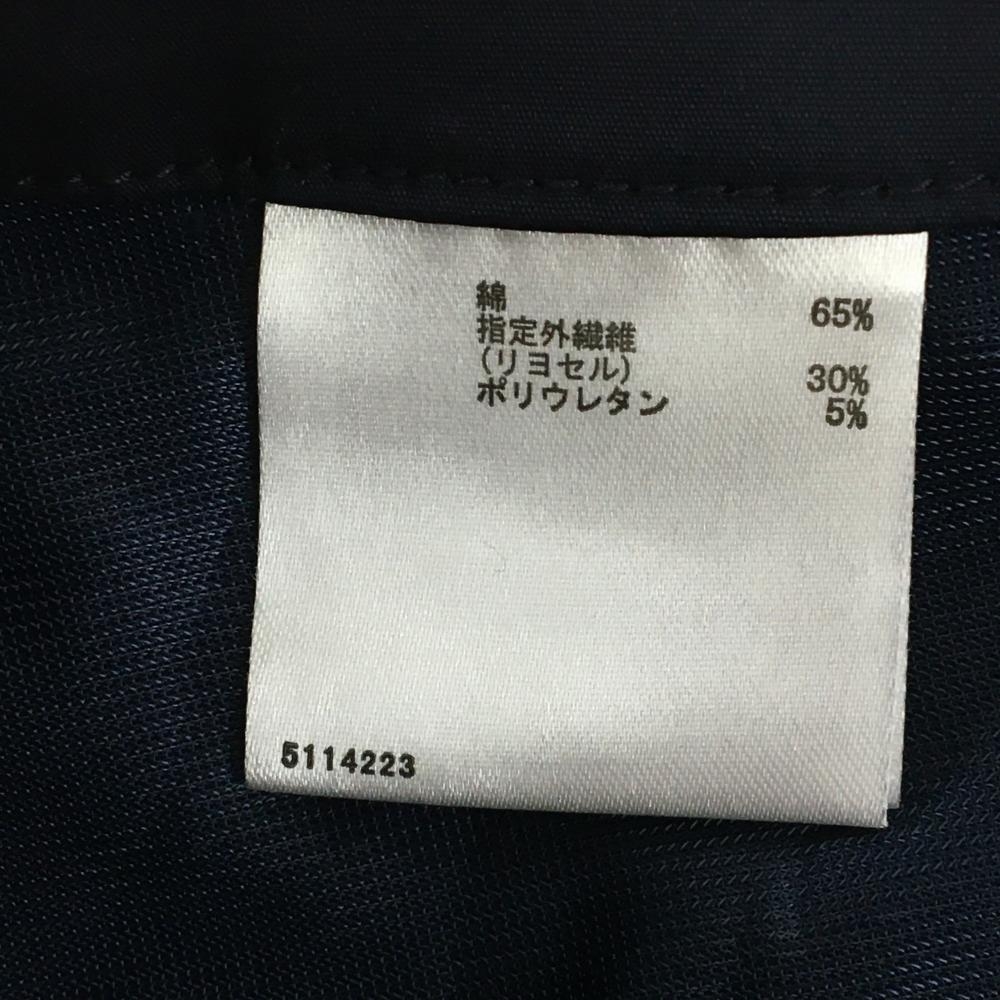 綿 65%
指定外繊維
(リヨセル) 30%
ポリウレタン 5%
5114223